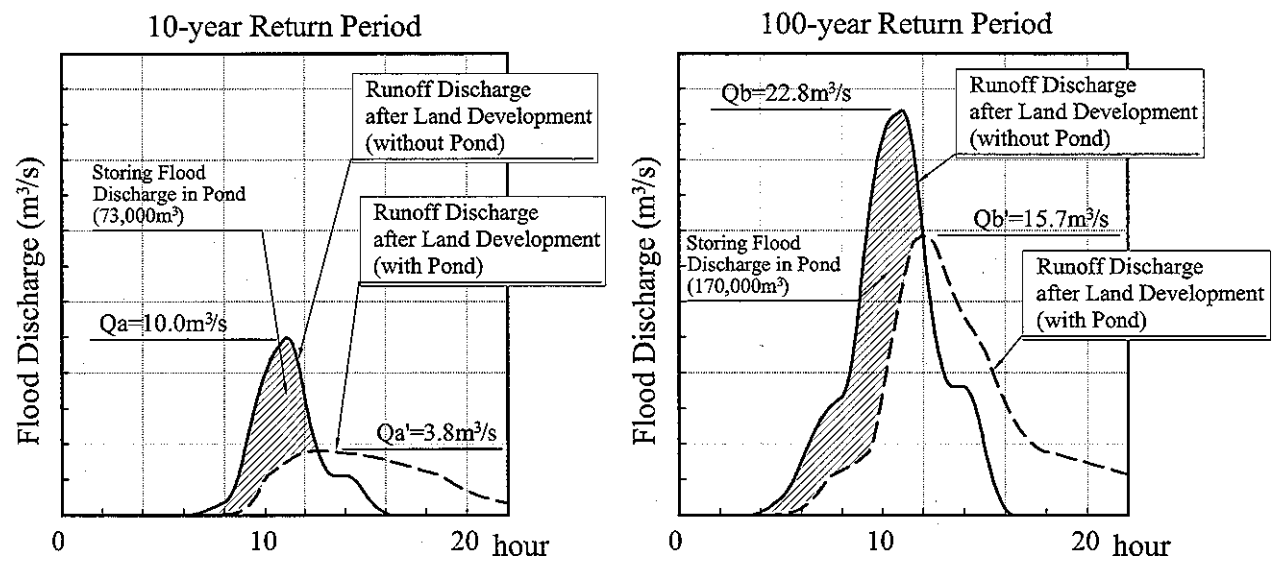 10-year Return Period
Runoff Discharge
after Land Development
(without Pond)
Storing Flood
Discharge in Pond
(73,000m³)
Runoff Discharge
after Land Development
(with Pond)
Qa=10.0m³/s
Qa'=3.8m³/s
Flood Discharge (m³/s)
0
10
20
hour
100-year Return Period
Qb=22.8m³/s
Runoff Discharge
after Land Development
(without Pond)
Qb'=15.7m³/s
Storing Flood
Discharge in Pond
(170,000m³)
Runoff Discharge
after Land Development
(with Pond)
Flood Discharge (m³/s)
0
10
20
hour